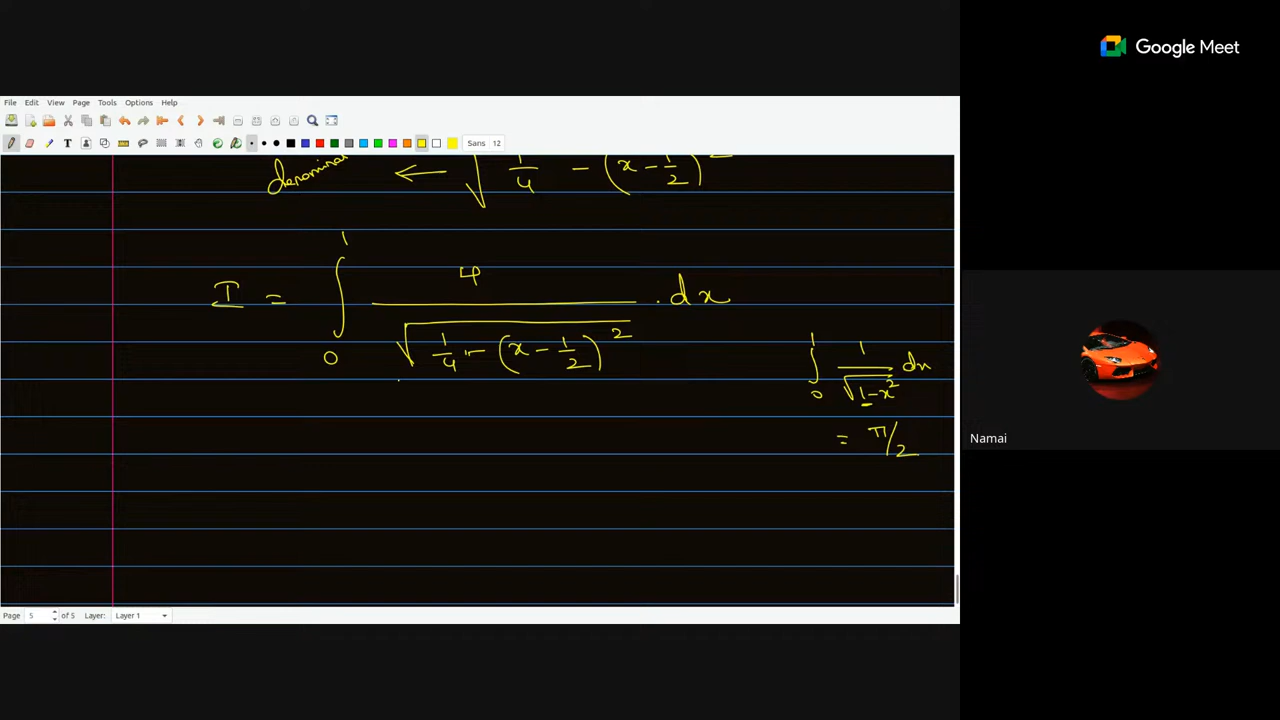 Google Meet
File Edit View Page Tools Options Help
Sans 12
denominat ← √ 1/4 - (x - 1/2)²
I = ∫₀¹ 4 / √(1/4 - (x - 1/2)²) . dx
∫₀¹ 1 / √(1-x²) dx
= π/2
Namai
Page 5 of 5 Layer: Layer 1